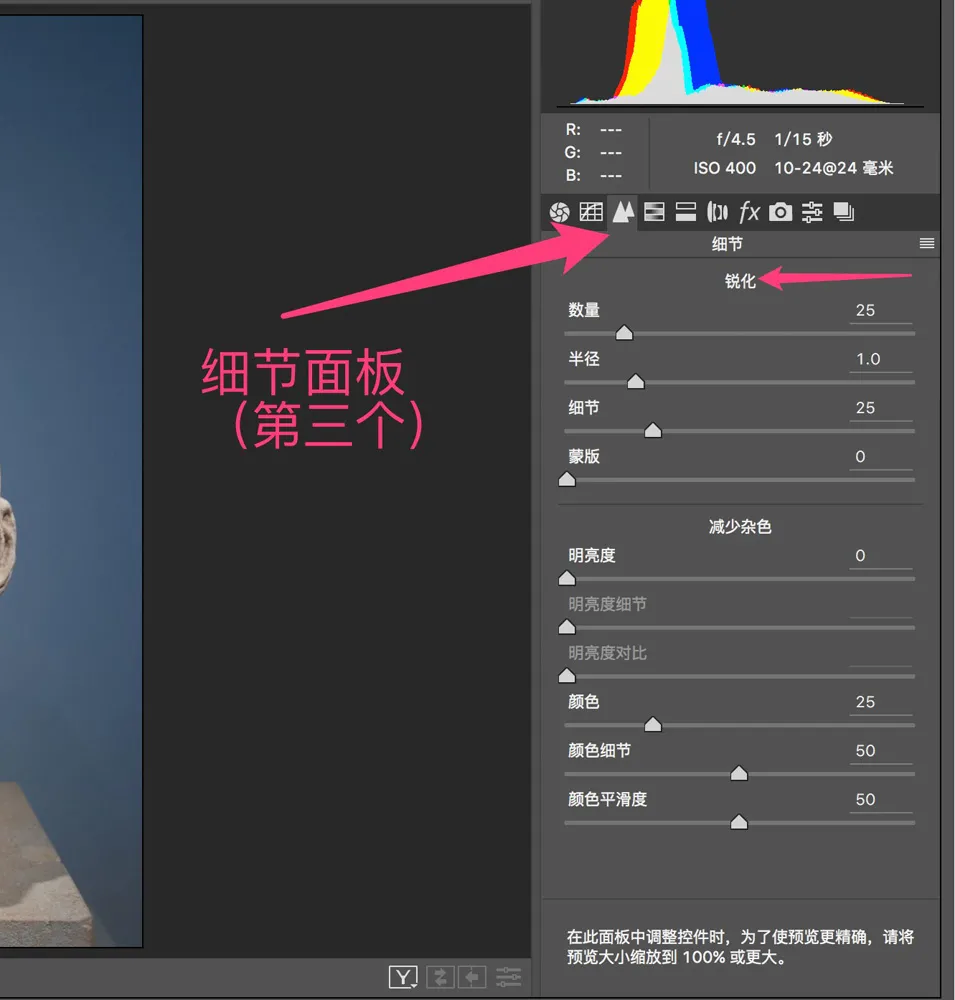 R: ---
G: ---
B: ---
f/4.5 1/15 秒
ISO 400 10-24@24 毫米
fx
细节
锐化
数量 25
半径 1.0
细节 25
蒙版 0
细节面板
（第三个）
减少杂色
明亮度 0
明亮度细节
明亮度对比
颜色 25
颜色细节 50
颜色平滑度 50
在此面板中调整控件时，为了使预览更精确，请将
预览大小缩放到 100% 或更大。
Y